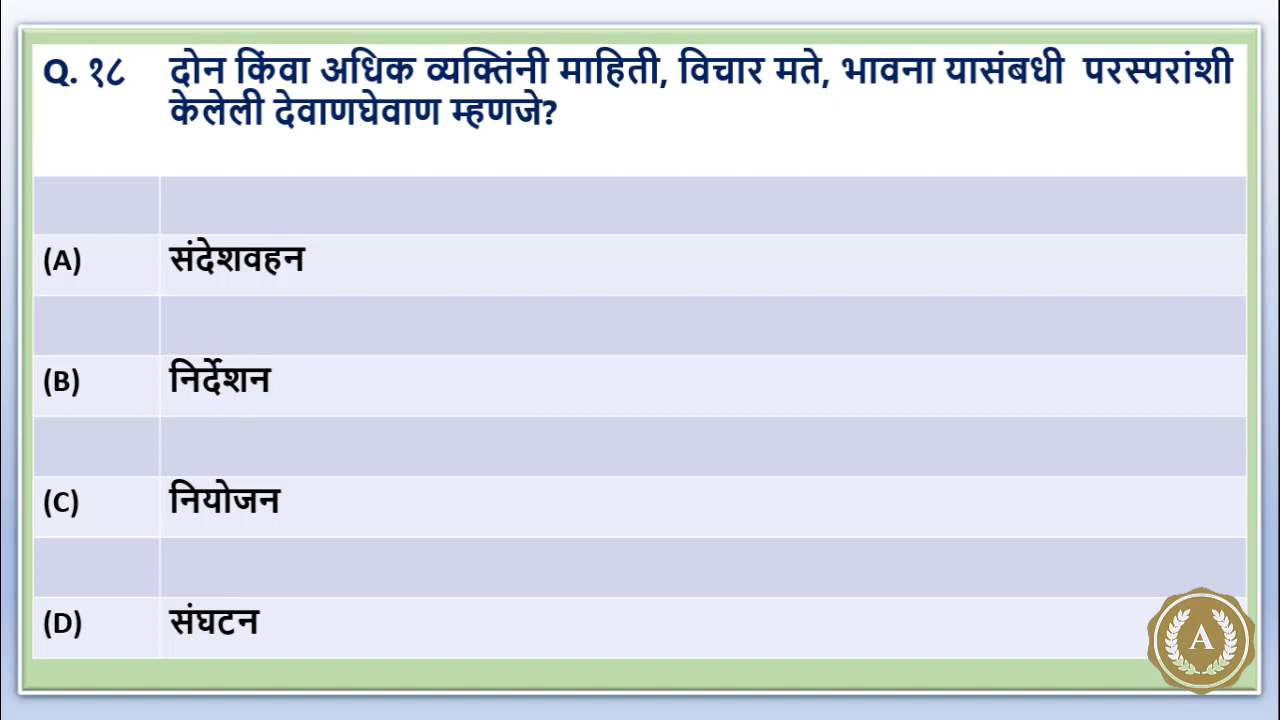 Q. १८ दोन किंवा अधिक व्यक्तिंनी माहिती, विचार मते, भावना यासंबधी परस्परांशी
केलेली देवाणघेवाण म्हणजे?
(A) संदेशवहन
(B) निर्देशन
(C) नियोजन
(D) संघटन
A